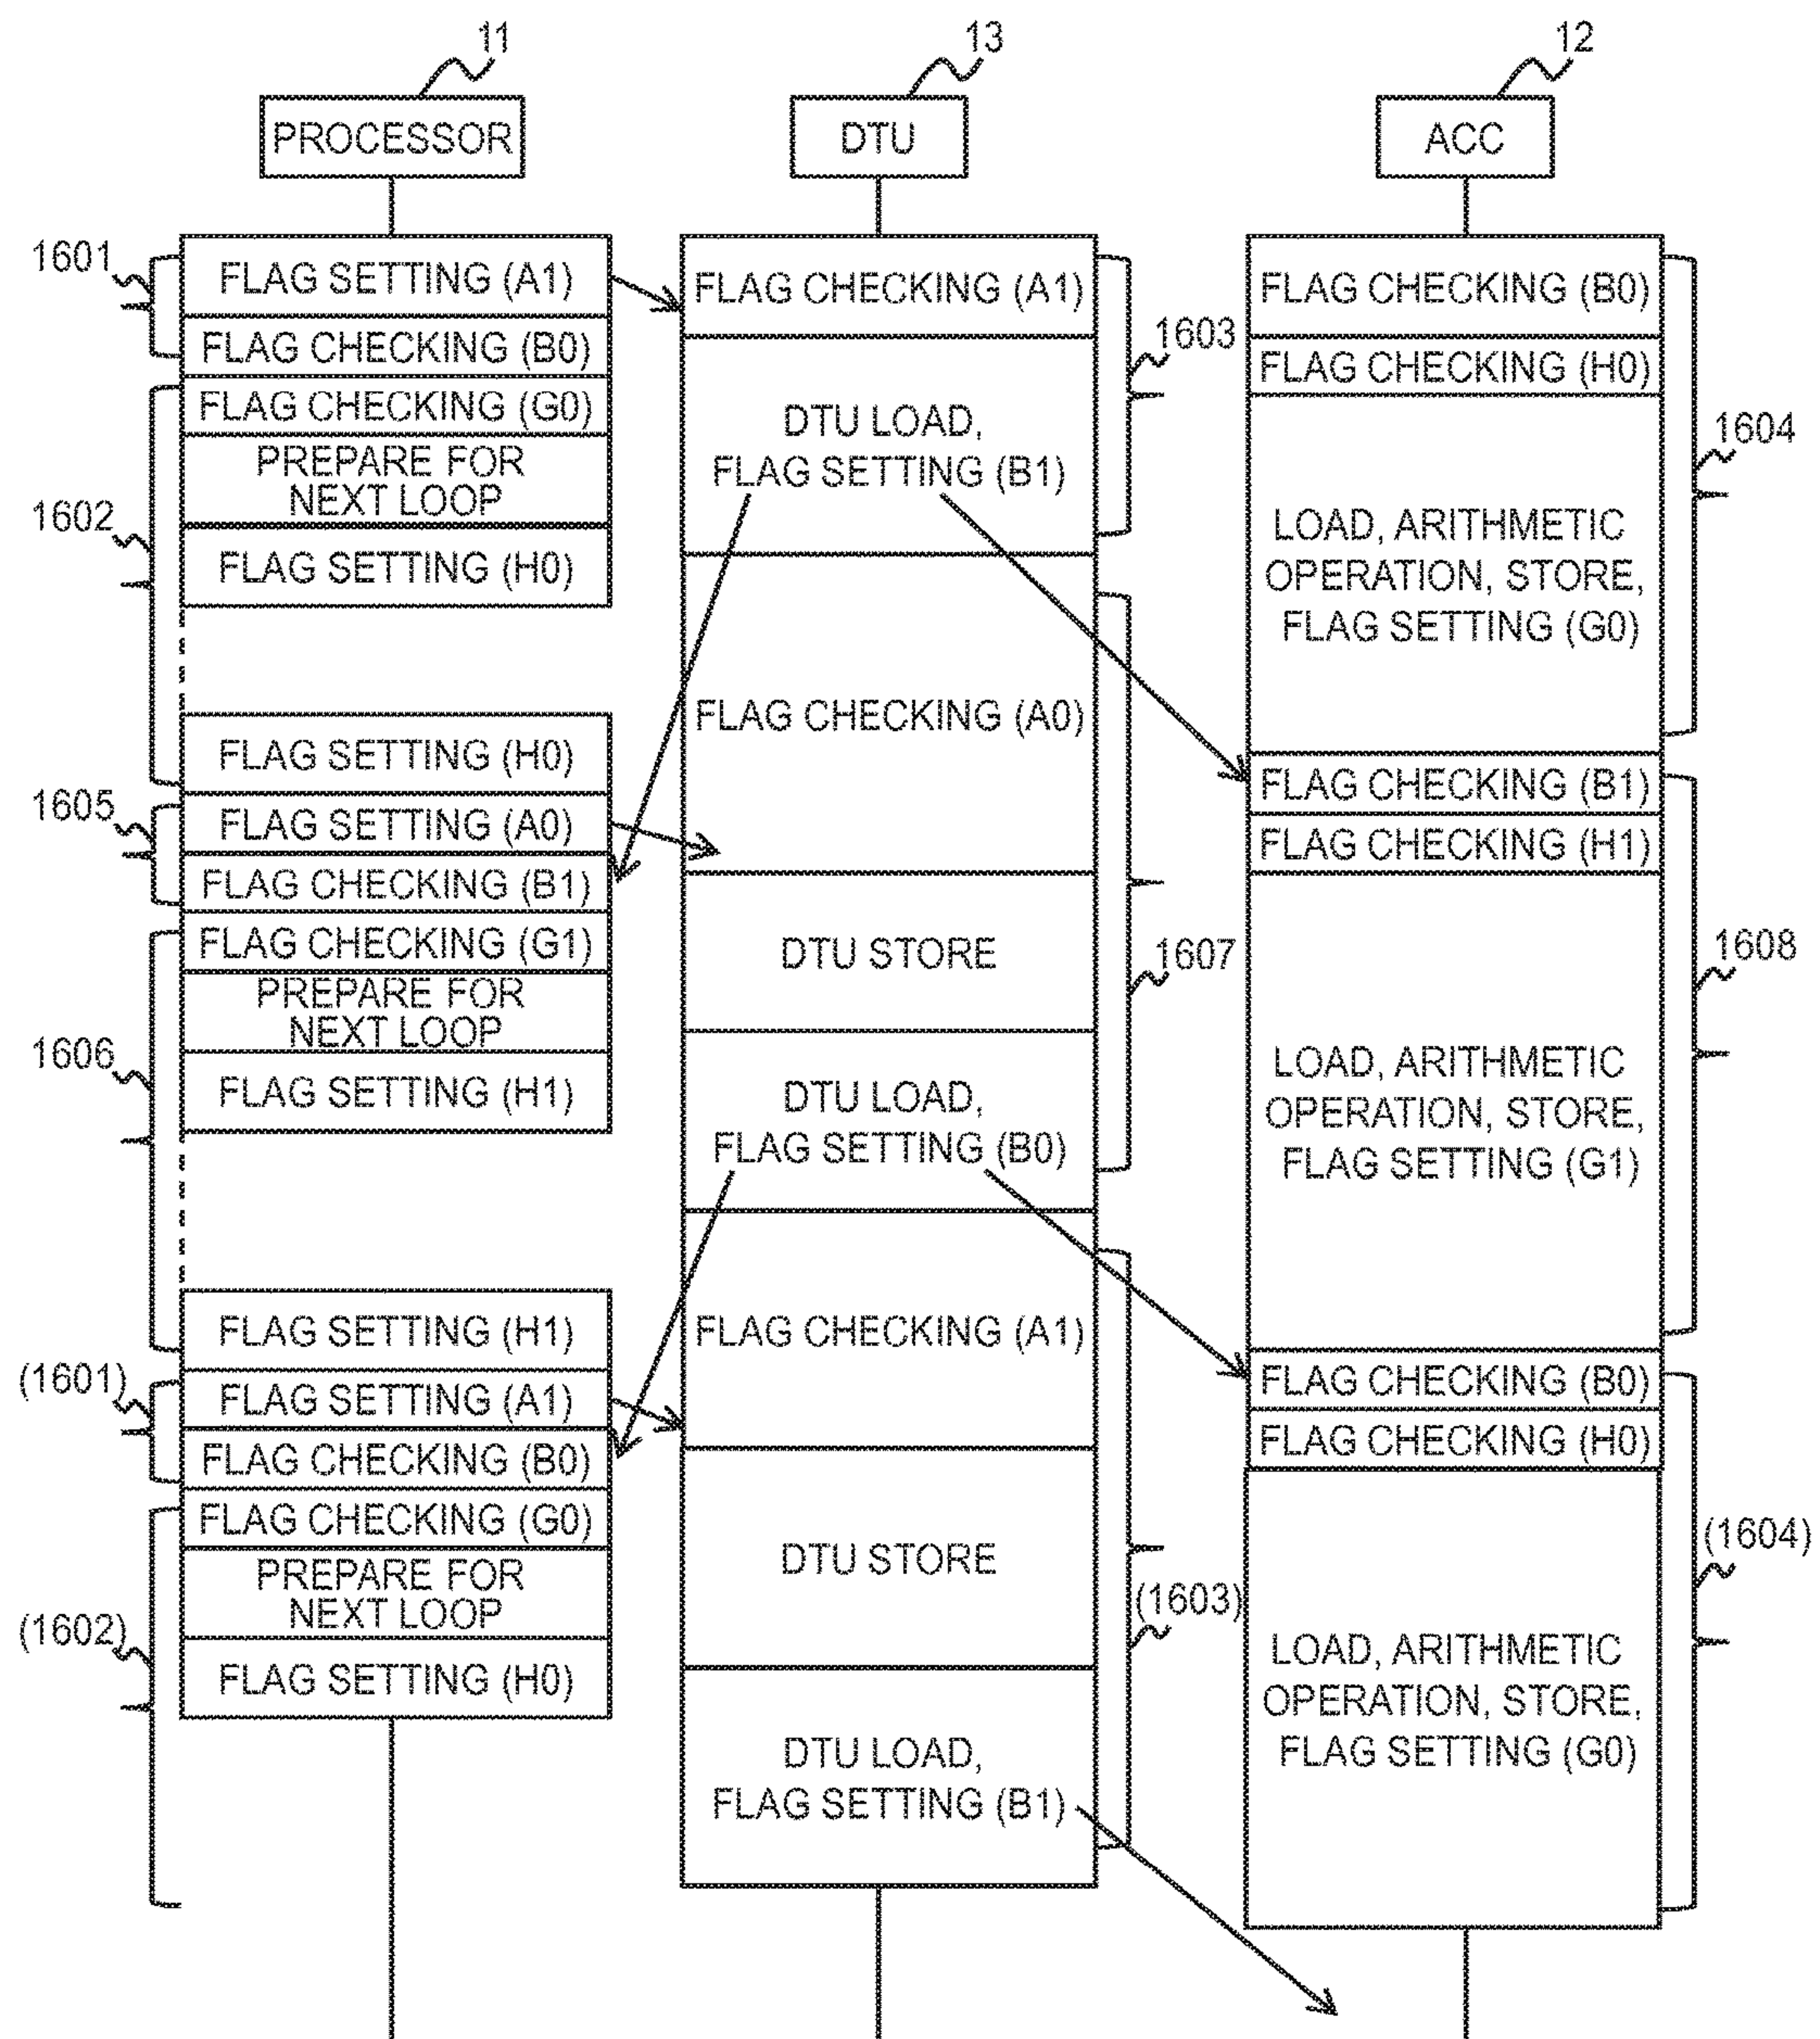 11
13
12
PROCESSOR
DTU
ACC
1601
FLAG SETTING (A1)
FLAG CHECKING (B0)
1602
FLAG CHECKING (G0)
PREPARE FOR
NEXT LOOP
FLAG SETTING (H0)
FLAG SETTING (H0)
1605
FLAG SETTING (A0)
FLAG CHECKING (B1)
1606
FLAG CHECKING (G1)
PREPARE FOR
NEXT LOOP
FLAG SETTING (H1)
FLAG SETTING (H1)
(1601)
FLAG SETTING (A1)
FLAG CHECKING (B0)
(1602)
FLAG CHECKING (G0)
PREPARE FOR
NEXT LOOP
FLAG SETTING (H0)
FLAG CHECKING (A1)
1603
DTU LOAD,
FLAG SETTING (B1)
FLAG CHECKING (A0)
DTU STORE
1607
DTU LOAD,
FLAG SETTING (B0)
FLAG CHECKING (A1)
DTU STORE
(1603)
DTU LOAD,
FLAG SETTING (B1)
FLAG CHECKING (B0)
FLAG CHECKING (H0)
1604
LOAD, ARITHMETIC
OPERATION, STORE,
FLAG SETTING (G0)
FLAG CHECKING (B1)
FLAG CHECKING (H1)
1608
LOAD, ARITHMETIC
OPERATION, STORE,
FLAG SETTING (G1)
FLAG CHECKING (B0)
FLAG CHECKING (H0)
(1604)
LOAD, ARITHMETIC
OPERATION, STORE,
FLAG SETTING (G0)